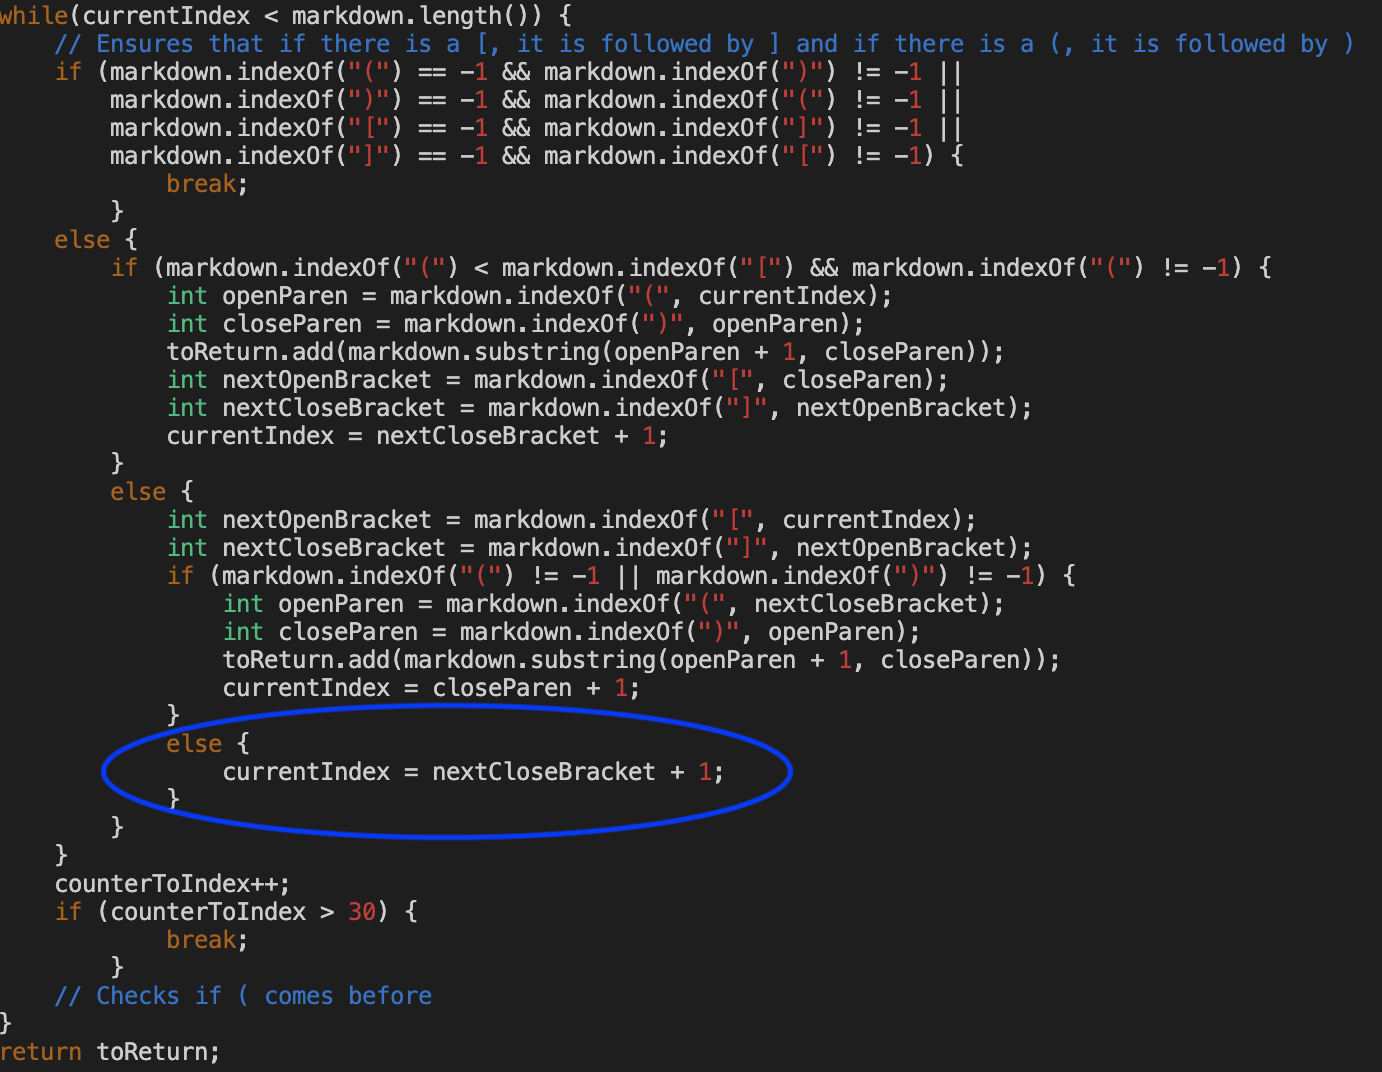 while(currentIndex < markdown.length()) {
    // Ensures that if there is a [, it is followed by ] and if there is a (, it is followed by )
    if (markdown.indexOf("(") == -1 && markdown.indexOf(")") != -1 ||
        markdown.indexOf(")") == -1 && markdown.indexOf("(") != -1 ||
        markdown.indexOf("[") == -1 && markdown.indexOf("]") != -1 ||
        markdown.indexOf("]") == -1 && markdown.indexOf("[") != -1) {
            break;
        }
    else {
        if (markdown.indexOf("(") < markdown.indexOf("[") && markdown.indexOf("(") != -1) {
            int openParen = markdown.indexOf("(", currentIndex);
            int closeParen = markdown.indexOf(")", openParen);
            toReturn.add(markdown.substring(openParen + 1, closeParen));
            int nextOpenBracket = markdown.indexOf("[", closeParen);
            int nextCloseBracket = markdown.indexOf("]", nextOpenBracket);
            currentIndex = nextCloseBracket + 1;
        }
        else {
            int nextOpenBracket = markdown.indexOf("[", currentIndex);
            int nextCloseBracket = markdown.indexOf("]", nextOpenBracket);
            if (markdown.indexOf("(") != -1 || markdown.indexOf(")") != -1) {
                int openParen = markdown.indexOf("(", nextCloseBracket);
                int closeParen = markdown.indexOf(")", openParen);
                toReturn.add(markdown.substring(openParen + 1, closeParen));
                currentIndex = closeParen + 1;
            }
            else {
                currentIndex = nextCloseBracket + 1;
            }
        }
    }
    counterToIndex++;
    if (counterToIndex > 30) {
            break;
        }
    // Checks if ( comes before
}
return toReturn;